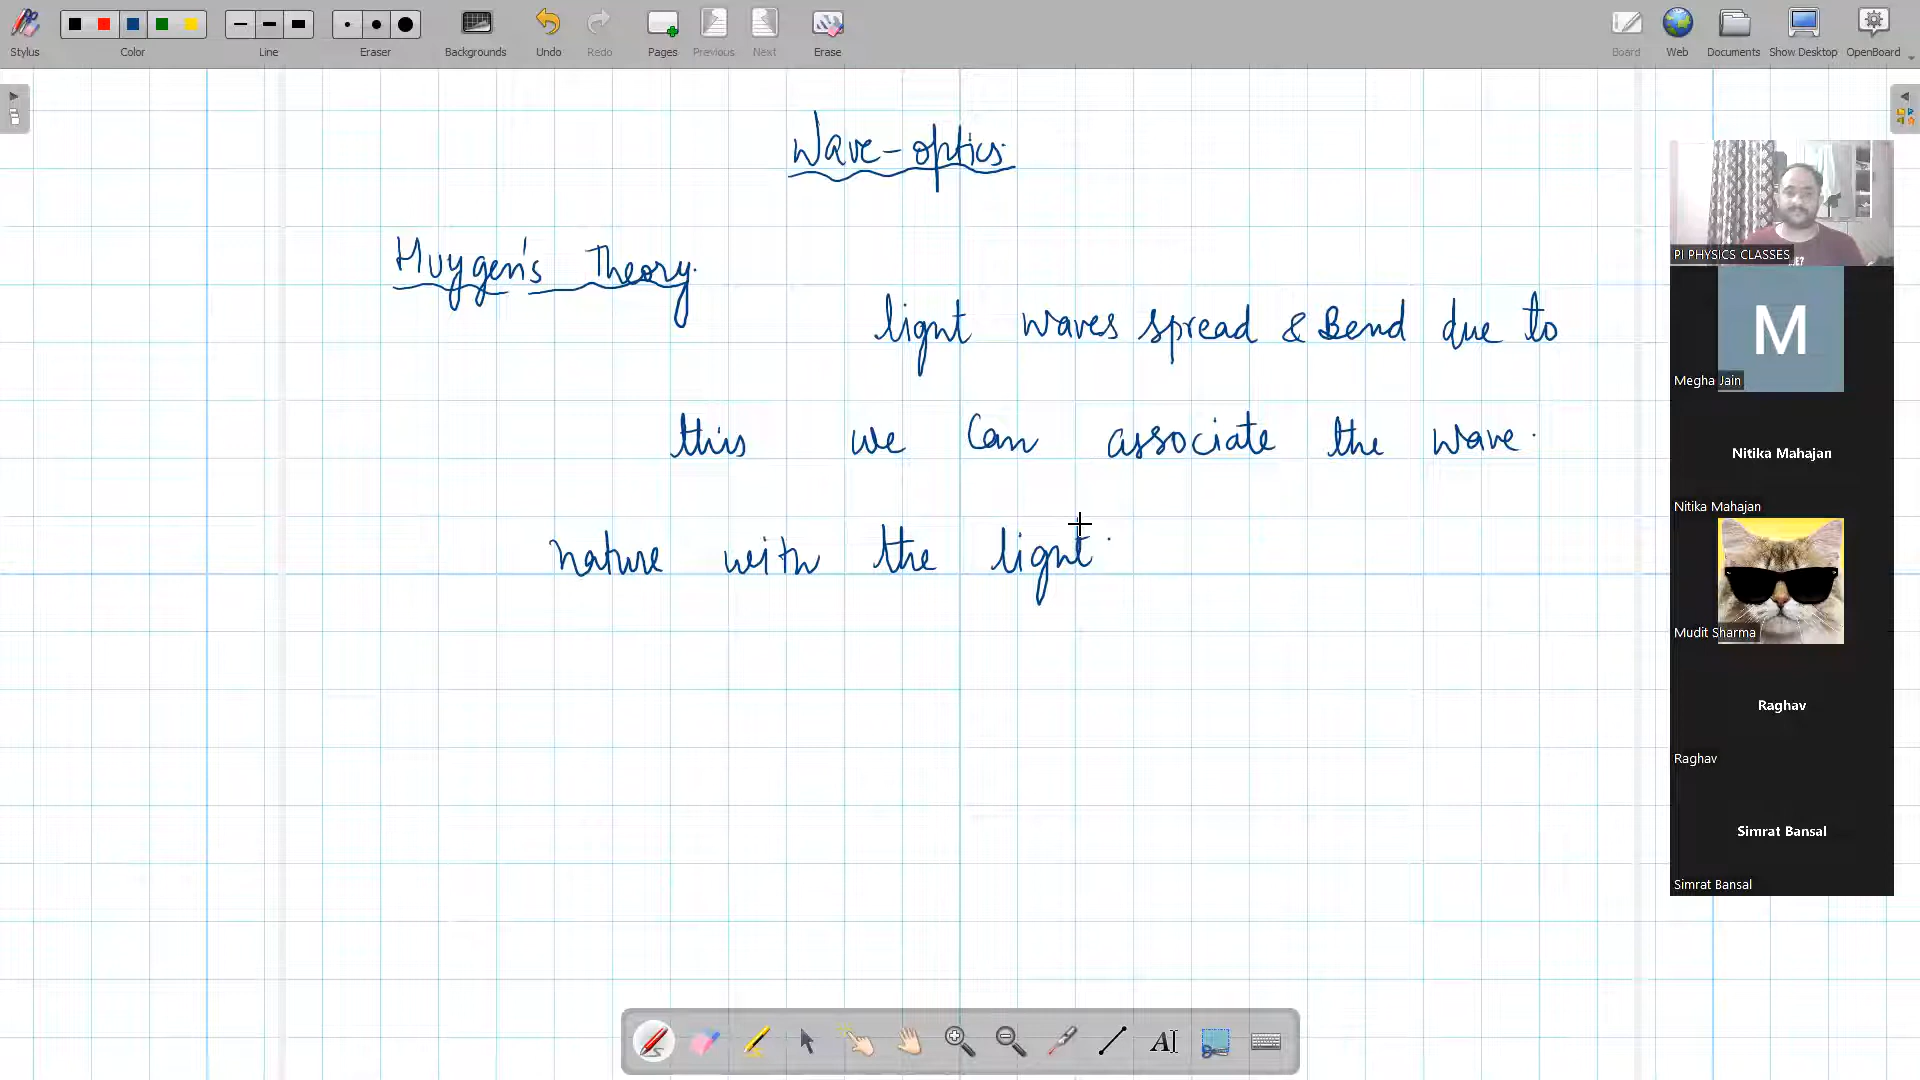 Stylus Color Line Eraser Backgrounds Undo Redo Pages Previous Next Erase Board Web Documents Show Desktop OpenBoard
Wave-optics
Huygen's Theory.
light waves spread & Bend due to
this we can associate the wave.
nature with the light.
PI PHYSICS CLASSES
M
Megha Jain
Nitika Mahajan
Nitika Mahajan
Mudit Sharma
Raghav
Raghav
Simrat Bansal
Simrat Bansal